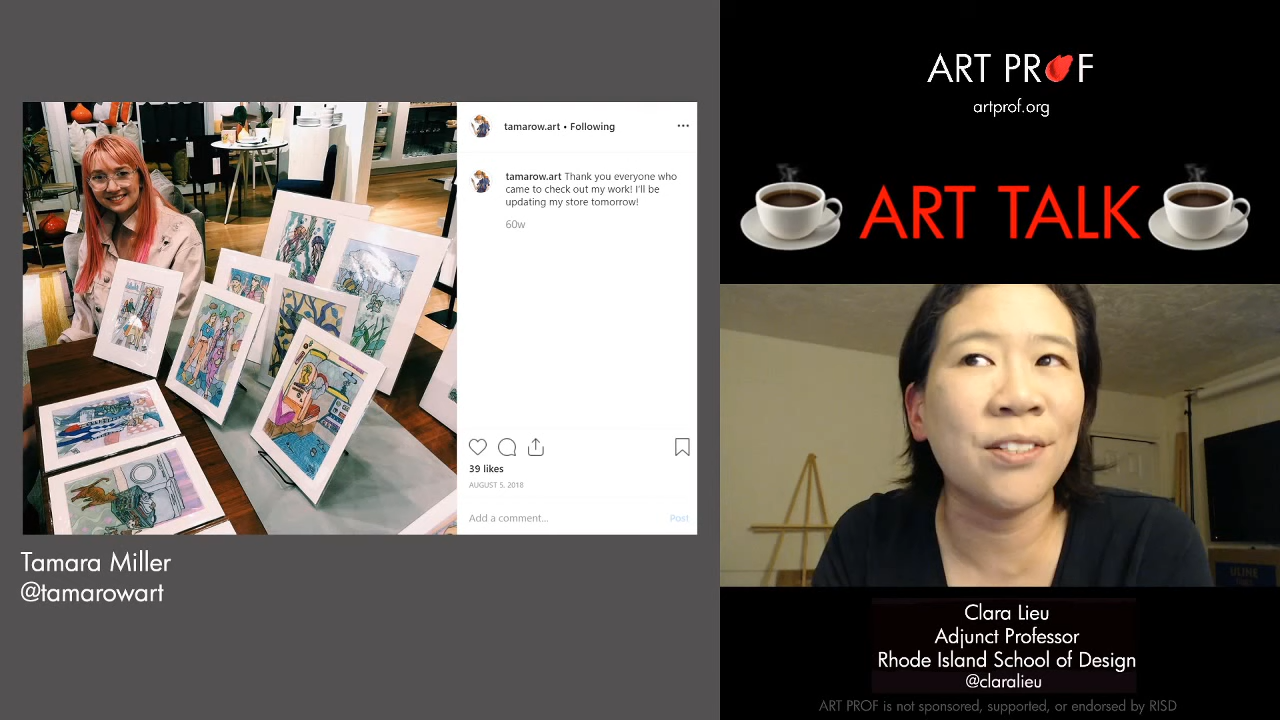 tamarow.art • Following
tamarow.art Thank you everyone who
came to check out my work! I'll be
updating my store tomorrow!
60w
39 likes
AUGUST 5, 2018
Add a comment...
Post
Tamara Miller
@tamarowart
ART PROF
artprof.org
ART TALK
ULINE
Clara Lieu
Adjunct Professor
Rhode Island School of Design
@claralieu
ART PROF is not sponsored, supported, or endorsed by RISD